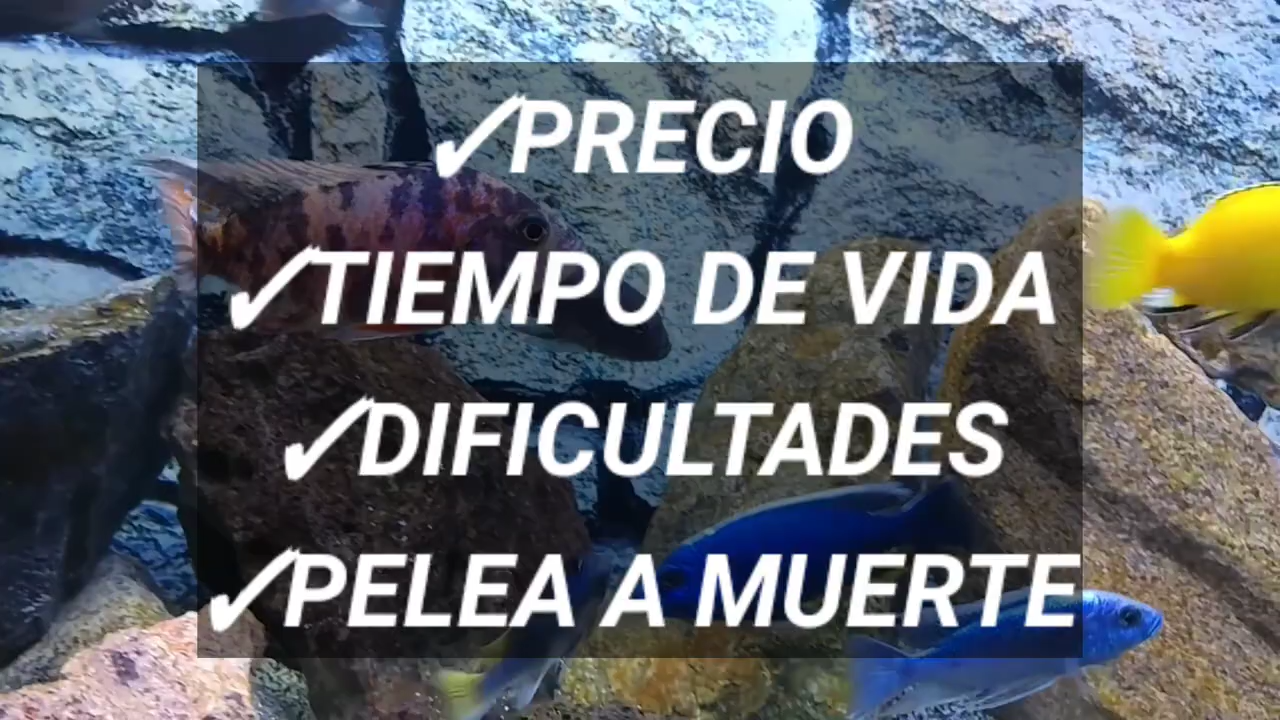 ✓PRECIO
✓TIEMPO DE VIDA
✓DIFICULTADES
✓PELEA A MUERTE